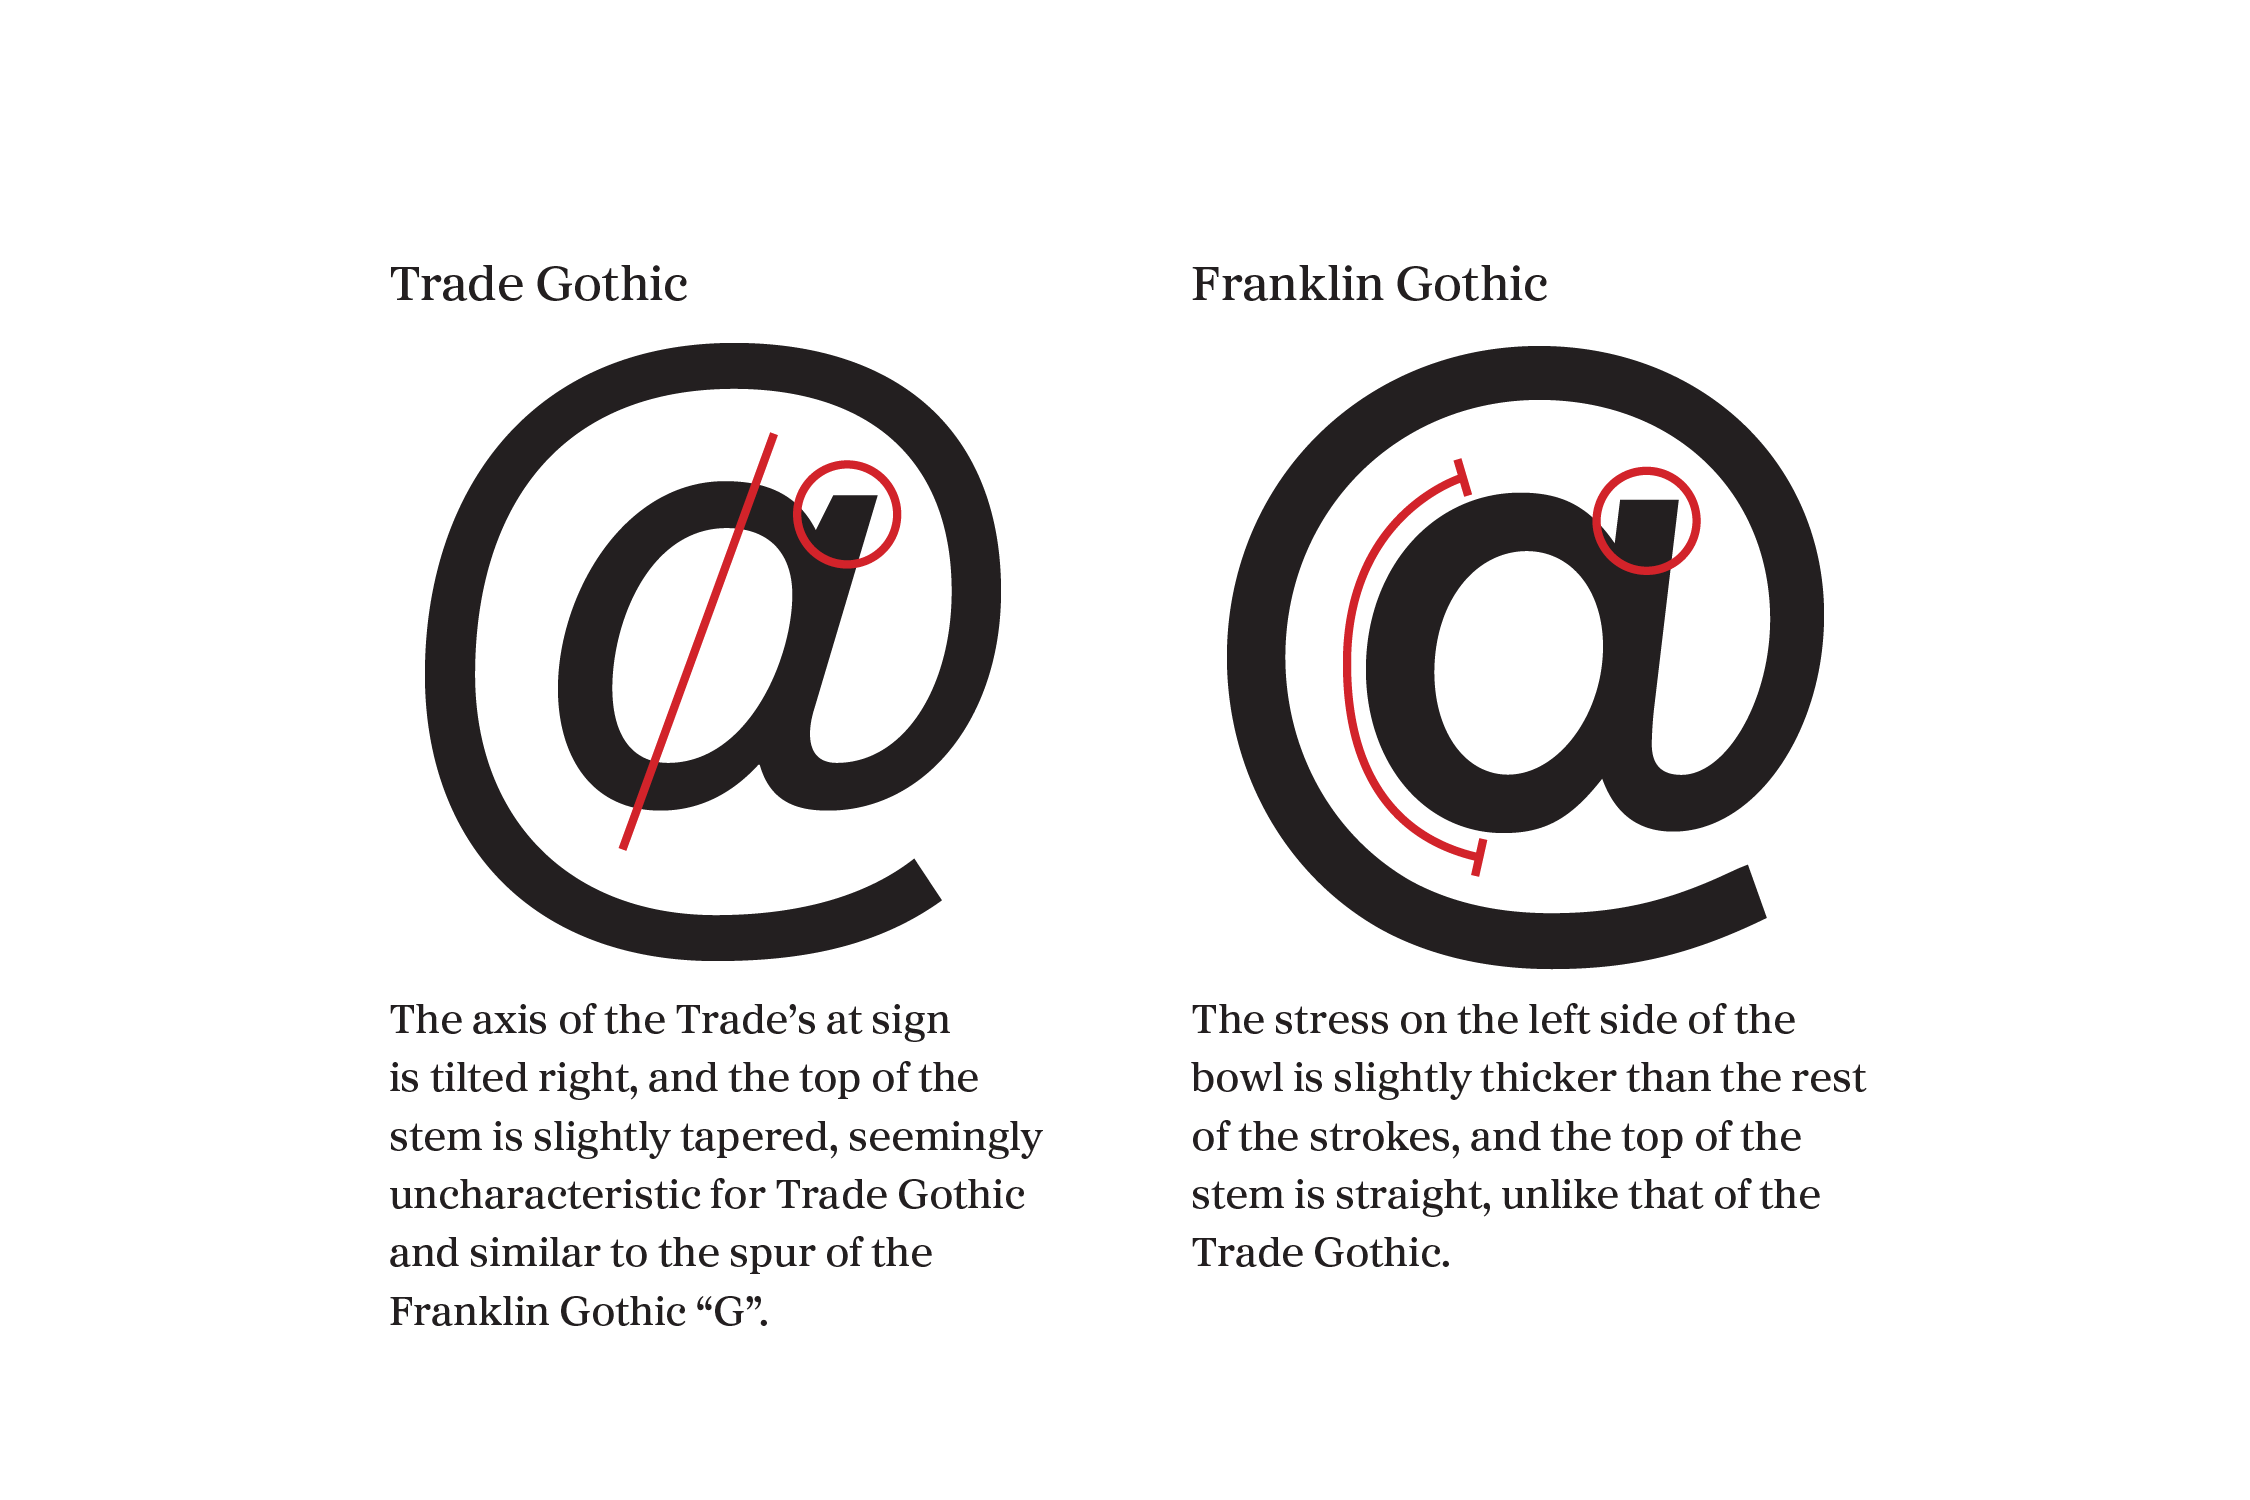 Trade Gothic
@
The axis of the Trade’s at sign
is tilted right, and the top of the
stem is slightly tapered, seemingly
uncharacteristic for Trade Gothic
and similar to the spur of the
Franklin Gothic “G”.
Franklin Gothic
@
The stress on the left side of the
bowl is slightly thicker than the rest
of the strokes, and the top of the
stem is straight, unlike that of the
Trade Gothic.